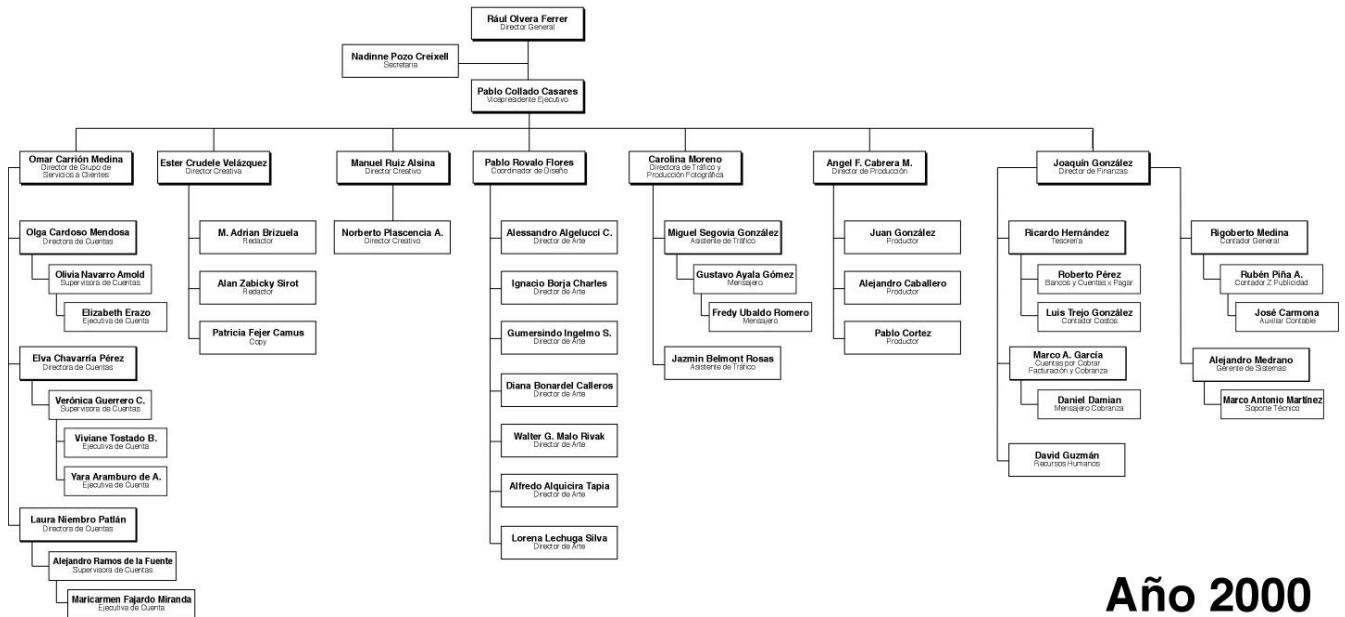 Rául Olvera Ferrer
Director General
Nadinne Pozo Creixell
Secretaria
Pablo Collado Casares
Vicepresidente Ejecutivo
Omar Carrión Medina
Director de Grupo de
Servicios a Clientes
Ester Crudele Velázquez
Director Creativa
Manuel Ruiz Alsina
Director Creativo
Pablo Rovalo Flores
Coordinador de Diseño
Carolina Moreno
Directora de Tráfico y
Producción Fotográfica
Angel F. Cabrera M.
Director de Producción
Joaquín González
Director de Finanzas
Olga Cardoso Mendosa
Directora de Cuentas
Olivia Navarro Arnold
Supervisora de Cuentas
Elizabeth Erazo
Ejecutiva de Cuenta
Elva Chavarría Pérez
Directora de Cuentas
Verónica Guerrero C.
Supervisora de Cuentas
Viviane Tostado B.
Ejecutiva de Cuenta
Yara Aramburo de A.
Ejecutiva de Cuenta
Laura Niembro Patlán
Directora de Cuentas
Alejandro Ramos de la Fuente
Supervisora de Cuentas
Maricarmen Fajardo Miranda
Ejecutiva de Cuenta
M. Adrian Brizuela
Redactor
Alan Zabicky Sirot
Redactor
Patricia Fejer Camus
Copy
Norberto Plascencia A.
Director Creativo
Alessandro Algelucci C.
Director de Arte
Ignacio Borja Charles
Director de Arte
Gumersindo Ingelmo S.
Director de Arte
Diana Bonardel Calleros
Director de Arte
Walter G. Malo Rivak
Director de Arte
Alfredo Alquicira Tapia
Director de Arte
Lorena Lechuga Silva
Director de Arte
Miguel Segovia González
Asistente de Tráfico
Gustavo Ayala Gómez
Mensajero
Fredy Ubaldo Romero
Mensajero
Jazmin Belmont Rosas
Asistente de Tráfico
Juan González
Productor
Alejandro Caballero
Productor
Pablo Cortez
Productor
Ricardo Hernández
Tesorería
Roberto Pérez
Bancos y Cuentas x Pagar
Luis Trejo González
Contador Costos
Marco A. García
Cuentas por Cobrar
Facturación y Cobranza
Daniel Damian
Mensajero Cobranza
David Guzmán
Recursos Humanos
Rigoberto Medina
Contador General
Rubén Piña A.
Contador Z Publicidad
José Carmona
Auxiliar Contable
Alejandro Medrano
Gerente de Sistemas
Marco Antonio Martínez
Soporte Técnico
Año 2000